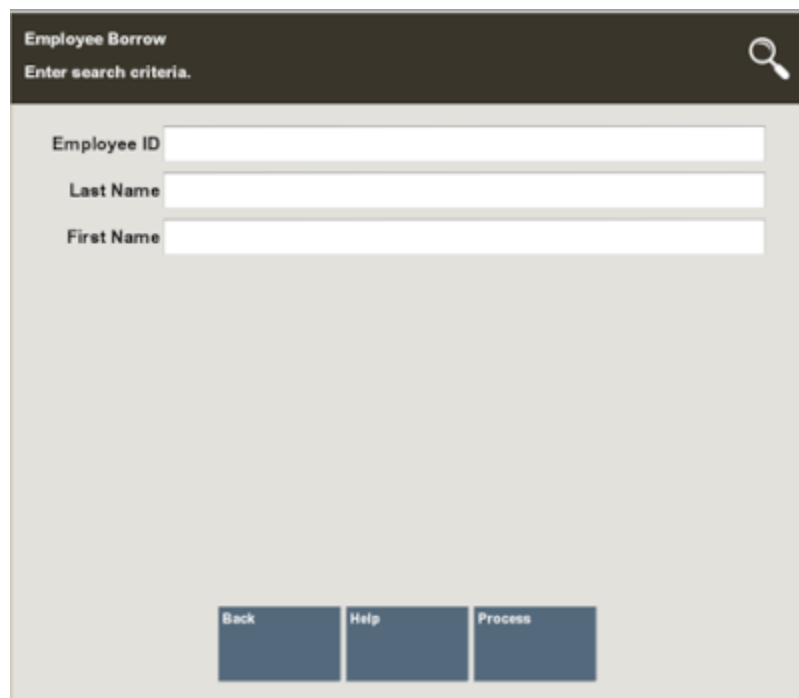 Employee Borrow
Enter search criteria.
Employee ID
Last Name
First Name
Back Help Process